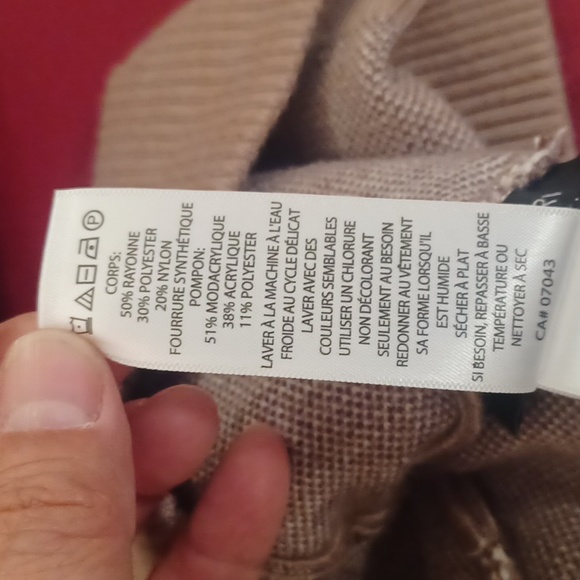 CORPS:
50% RAYONNE
30% POLYESTER
20% NYLON
FOURRURE SYNTHÉTIQUE
POMPON:
51% MODACRYLIQUE
38% ACRYLIQUE
11% POLYESTER
LAVER À LA MACHINE À L'EAU
FROIDE AU CYCLE DÉLICAT
LAVER AVEC DES
COULEURS SEMBLABLES
UTILISER UN CHLORURE
NON DÉCOLORANT
SEULEMENT AU BESOIN
REDONNER AU VÊTEMENT
SA FORME LORSQU'IL
EST HUMIDE
SÉCHER À PLAT
SI BESOIN, REPASSER À BASSE
TEMPÉRATURE OU
NETTOYER À SEC
CA# 07043